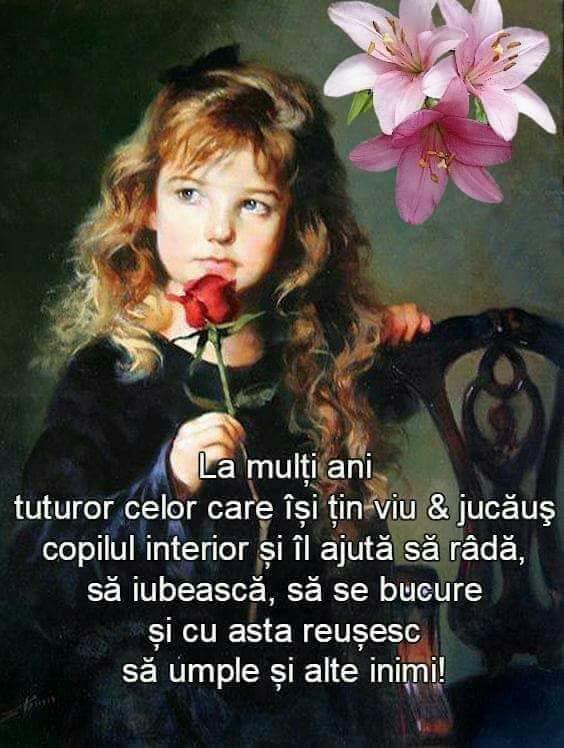 La mulți ani
tuturor celor care își țin viu & jucăuş
copilul interior și îl ajută să râdă,
să iubească, să se bucure
și cu asta reușesc
să umple și alte inimi!